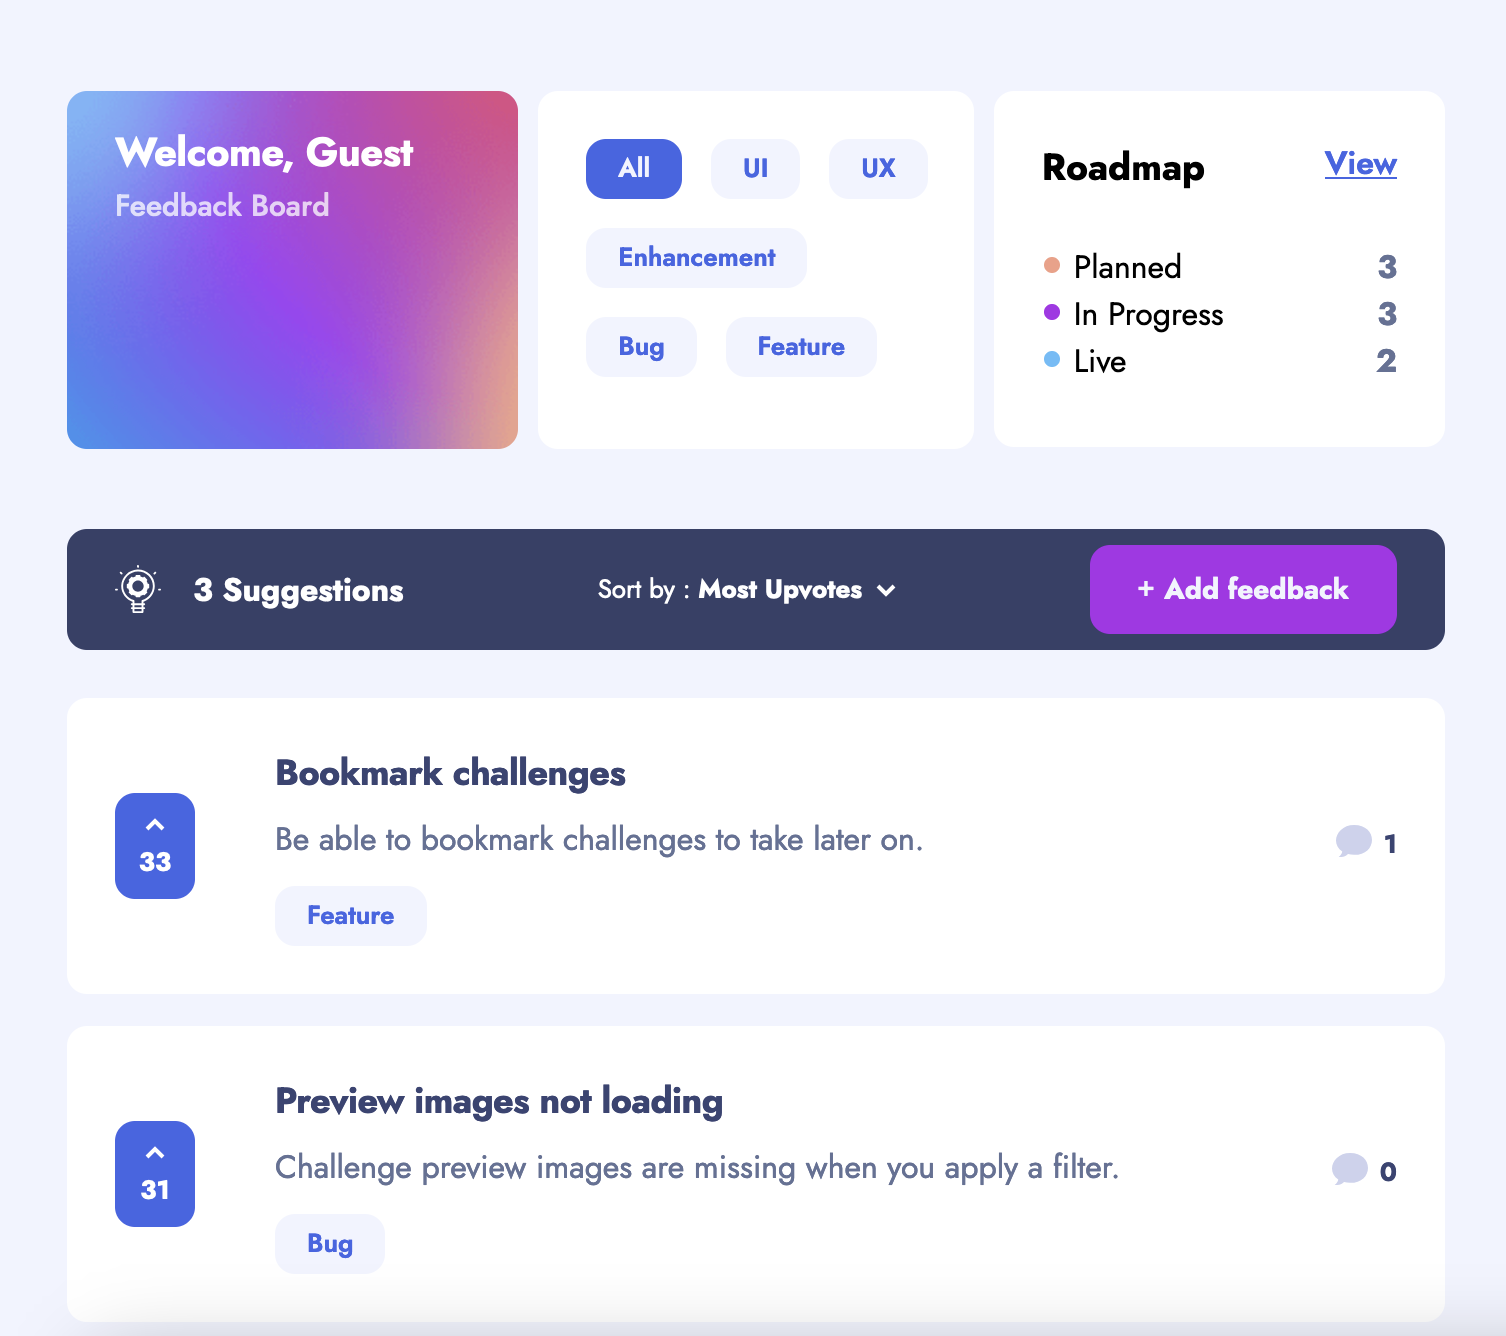 Welcome, Guest
Feedback Board
All
UI
UX
Enhancement
Bug
Feature
Roadmap
View
Planned 3
In Progress 3
Live 2
3 Suggestions
Sort by : Most Upvotes
+ Add feedback
33
Bookmark challenges
Be able to bookmark challenges to take later on.
Feature
1
31
Preview images not loading
Challenge preview images are missing when you apply a filter.
Bug
0